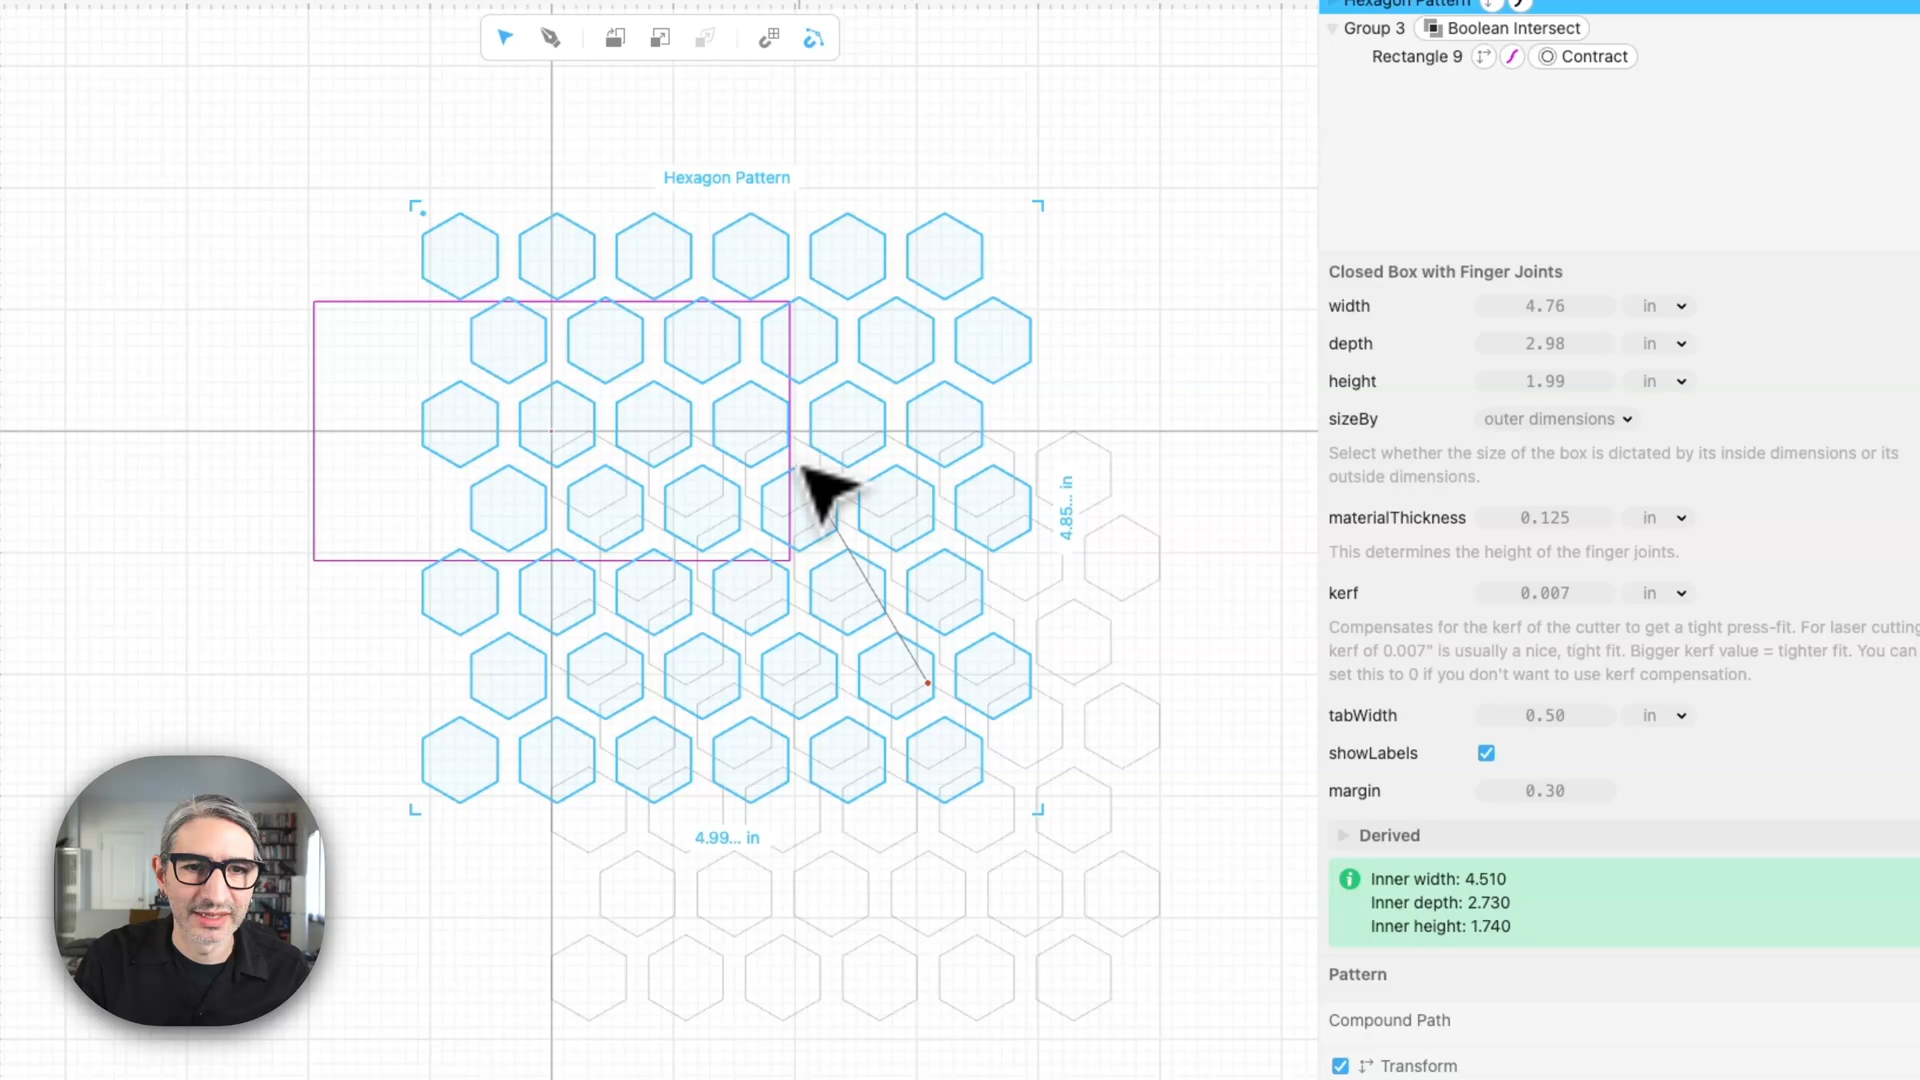 Hexagon Pattern
Group 3 Boolean Intersect
Rectangle 9 Contract
Hexagon Pattern
4.85... in
4.99... in
Closed Box with Finger Joints
width 4.76 in
depth 2.98 in
height 1.99 in
sizeBy outer dimensions
Select whether the size of the box is dictated by its inside dimensions or its
outside dimensions.
materialThickness 0.125 in
This determines the height of the finger joints.
kerf 0.007 in
Compensates for the kerf of the cutter to get a tight press-fit. For laser cutting
kerf of 0.007" is usually a nice, tight fit. Bigger kerf value = tighter fit. You can
set this to 0 if you don't want to use kerf compensation.
tabWidth 0.50 in
showLabels
margin 0.30
Derived
Inner width: 4.510
Inner depth: 2.730
Inner height: 1.740
Pattern
Compound Path
Transform